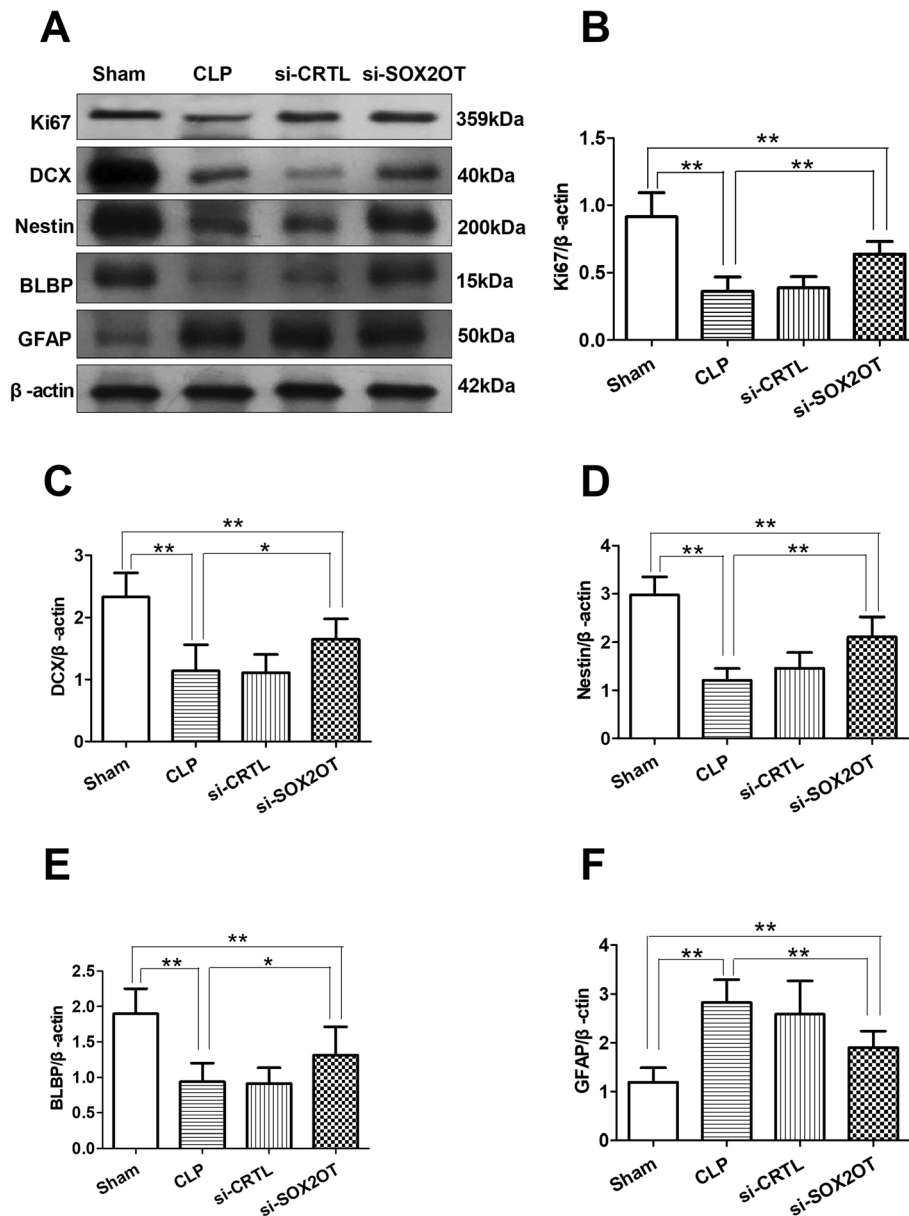 A
Sham CLP si-CRTL si-SOX2OT
Ki67 359kDa
DCX 40kDa
Nestin 200kDa
BLBP 15kDa
GFAP 50kDa
β -actin 42kDa
B
**
** **
Ki67/β -actin
1.5
1.0
0.5
0.0
Sham CLP si-CRTL si-SOX2OT
C
**
** *
DCX/β -actin
3
2
1
0
Sham CLP si-CRTL si-SOX2OT
D
**
** **
Nestin/β -actin
4
3
2
1
0
Sham CLP si-CRTL si-SOX2OT
E
**
** *
BLBP/β -actin
2.5
2.0
1.5
1.0
0.5
0.0
Sham CLP si-CRTL si-SOX2OT
F
**
** **
GFAP/β -ctin
4
3
2
1
0
Sham CLP si-CRTL si-SOX2OT